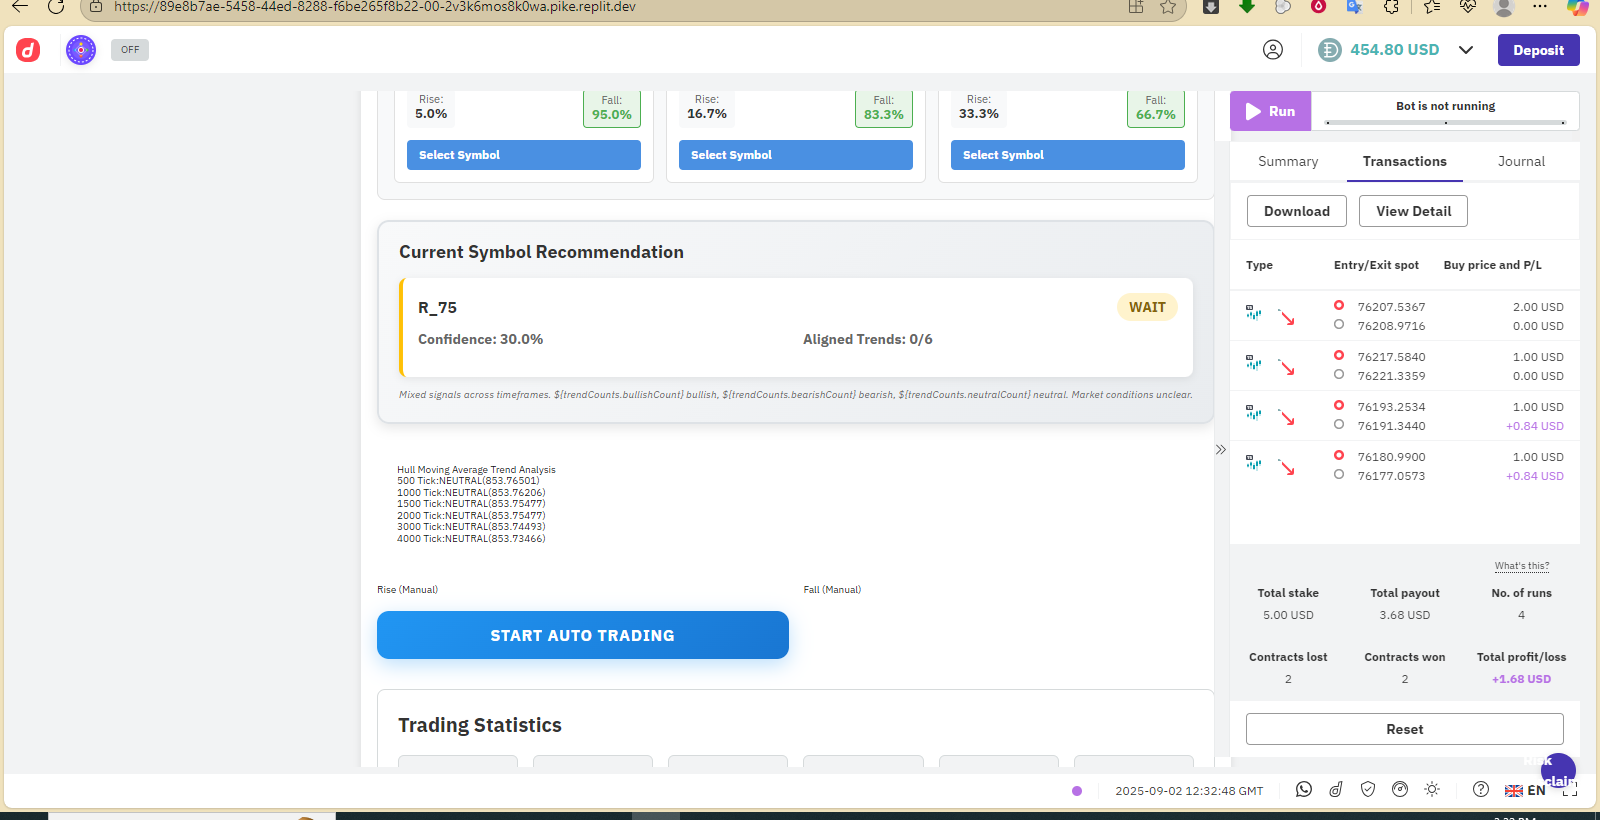 https://89e8b7ae-5458-44ed-8288-f6be265f8b22-00-2v3k6mos8k0wa.pike.replit.dev
d
OFF
454.80 USD
Deposit
Rise:
5.0%
Fall:
95.0%
Rise:
16.7%
Fall:
83.3%
Rise:
33.3%
Fall:
66.7%
Select Symbol
Select Symbol
Select Symbol
Current Symbol Recommendation
R_75
WAIT
Confidence: 30.0%
Aligned Trends: 0/6
Mixed signals across timeframes. ${trendCounts.bullishCount} bullish, ${trendCounts.bearishCount} bearish, ${trendCounts.neutralCount} neutral. Market conditions unclear.
Hull Moving Average Trend Analysis
500 Tick:NEUTRAL(853.76501)
1000 Tick:NEUTRAL(853.76206)
1500 Tick:NEUTRAL(853.75477)
2000 Tick:NEUTRAL(853.75477)
3000 Tick:NEUTRAL(853.74493)
4000 Tick:NEUTRAL(853.73466)
Rise (Manual)
Fall (Manual)
START AUTO TRADING
Trading Statistics
Run
Bot is not running
Summary
Transactions
Journal
Download
View Detail
Type
Entry/Exit spot
Buy price and P/L
76207.5367
2.00 USD
76208.9716
0.00 USD
76217.5840
1.00 USD
76221.3359
0.00 USD
76193.2534
1.00 USD
76191.3440
+0.84 USD
76180.9900
1.00 USD
76177.0573
+0.84 USD
What's this?
Total stake
Total payout
No. of runs
5.00 USD
3.68 USD
4
Contracts lost
Contracts won
Total profit/loss
2
2
+1.68 USD
Reset
Risk
2025-09-02 12:32:48 GMT
EN